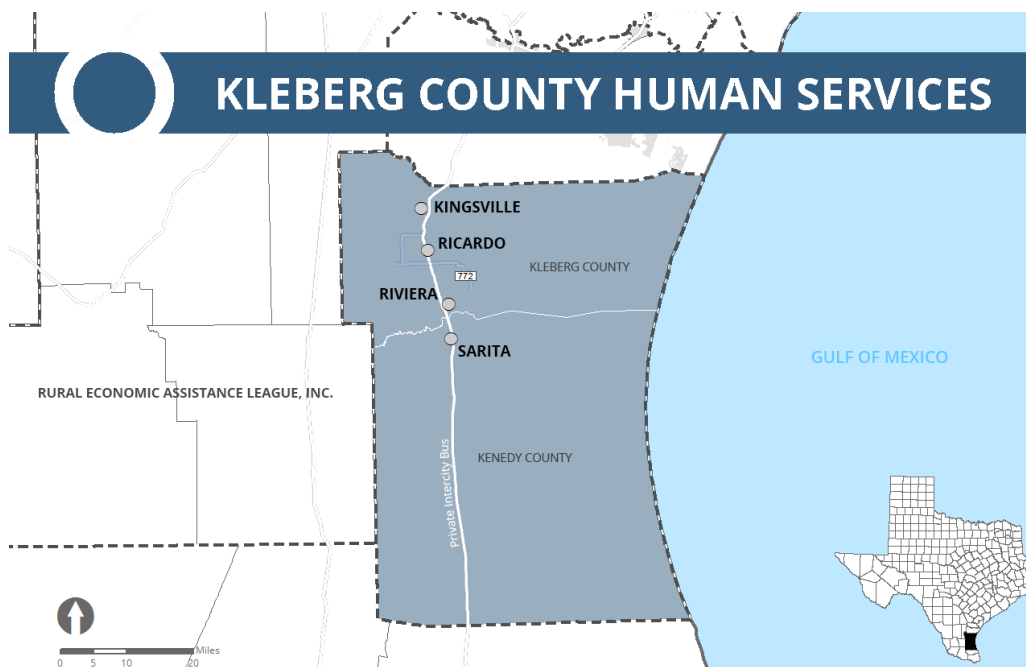 KLEBERG COUNTY HUMAN SERVICES
KINGSVILLE
RICARDO
KLEBERG COUNTY
772
RIVIERA
SARITA
GULF OF MEXICO
RURAL ECONOMIC ASSISTANCE LEAGUE, INC.
KENEDY COUNTY
Private Intercity Bus
Miles
0 5 10 20